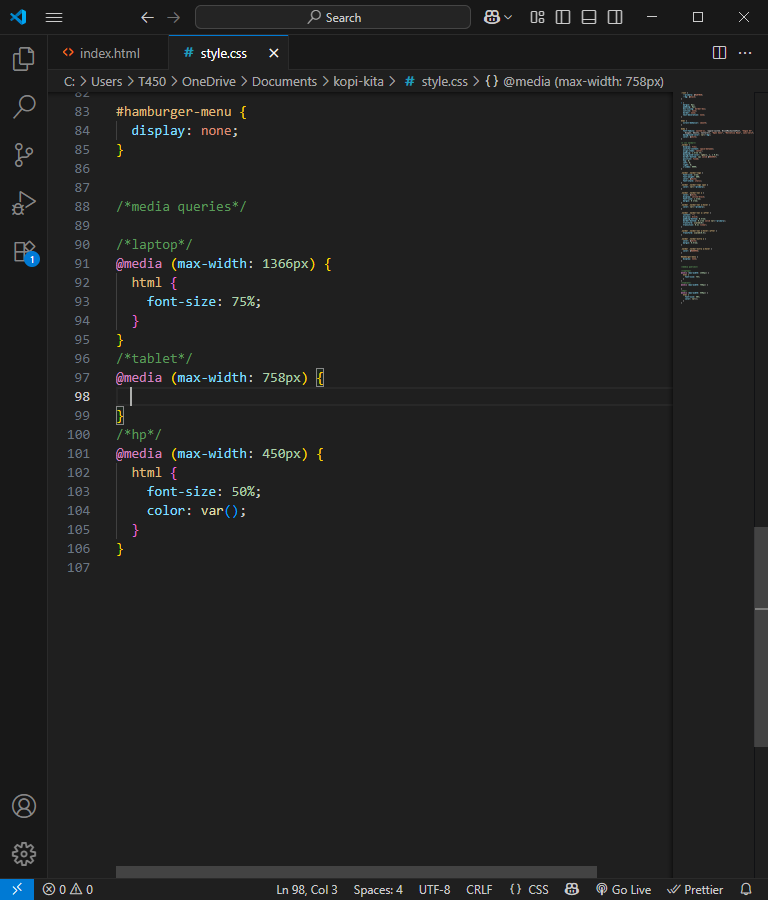 Search
index.html
# style.css
C: > Users > T450 > OneDrive > Documents > kopi-kita > # style.css > {} @media (max-width: 758px)
82
83 #hamburger-menu {
84 display: none;
85 }
86
87
88 /*media queries*/
89
90 /*laptop*/
91 @media (max-width: 1366px) {
92 html {
93 font-size: 75%;
94 }
95 }
96 /*tablet*/
97 @media (max-width: 758px) {
98
99 }
100 /*hp*/
101 @media (max-width: 450px) {
102 html {
103 font-size: 50%;
104 color: var();
105 }
106 }
107
1
0 0 Ln 98, Col 3 Spaces: 4 UTF-8 CRLF {} CSS Go Live Prettier